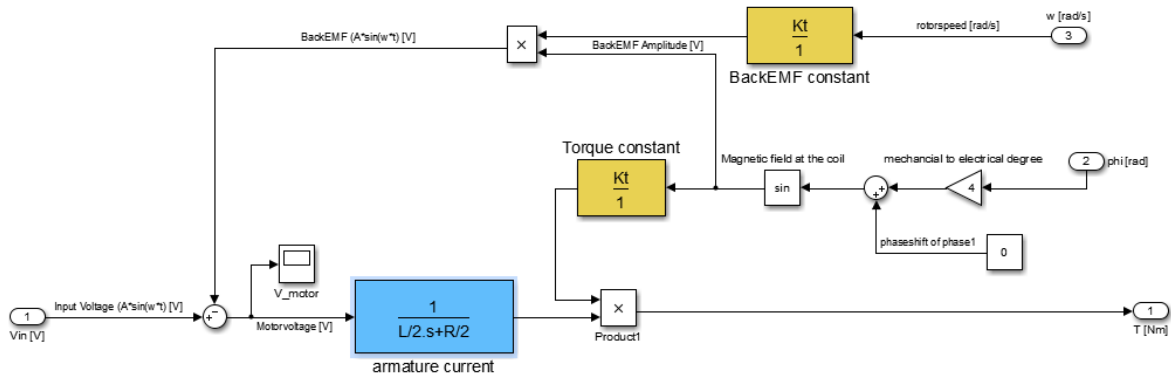 w [rad/s]
3
rotorspeed [rad/s]
Kt
1
BackEMF constant
BackEMF (A*sin(w*t) [V]
×
BackEMF Amplitude [V]
Torque constant
Kt
1
Magnetic field at the coil
sin
mechancial to electrical degree
4
2
phi [rad]
+
+
phaseshift of phase1
0
V_motor
1
Vin [V]
Input Voltage (A*sin(w*t) [V]
+
−
Motorvoltage [V]
1
L/2.s+R/2
armature current
×
Product1
1
T [Nm]